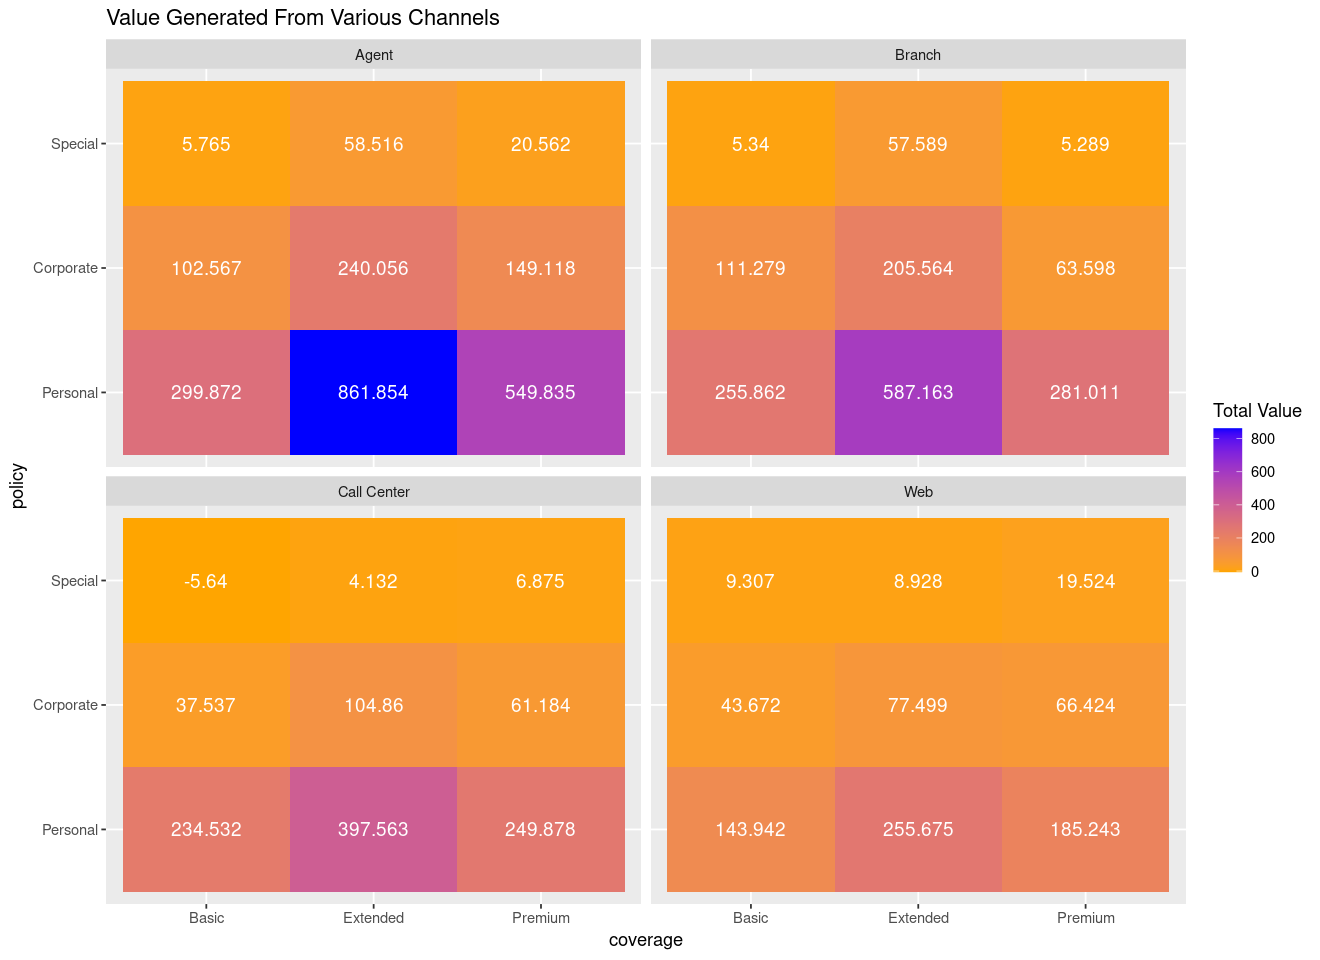 Value Generated From Various Channels
Agent
Branch
Special
5.765
58.516
20.562
5.34
57.589
5.289
Corporate
102.567
240.056
149.118
111.279
205.564
63.598
Personal
299.872
861.854
549.835
255.862
587.163
281.011
Call Center
Web
Special
-5.64
4.132
6.875
9.307
8.928
19.524
Corporate
37.537
104.86
61.184
43.672
77.499
66.424
Personal
234.532
397.563
249.878
143.942
255.675
185.243
Basic
Extended
Premium
Basic
Extended
Premium
coverage
policy
Total Value
800
600
400
200
0